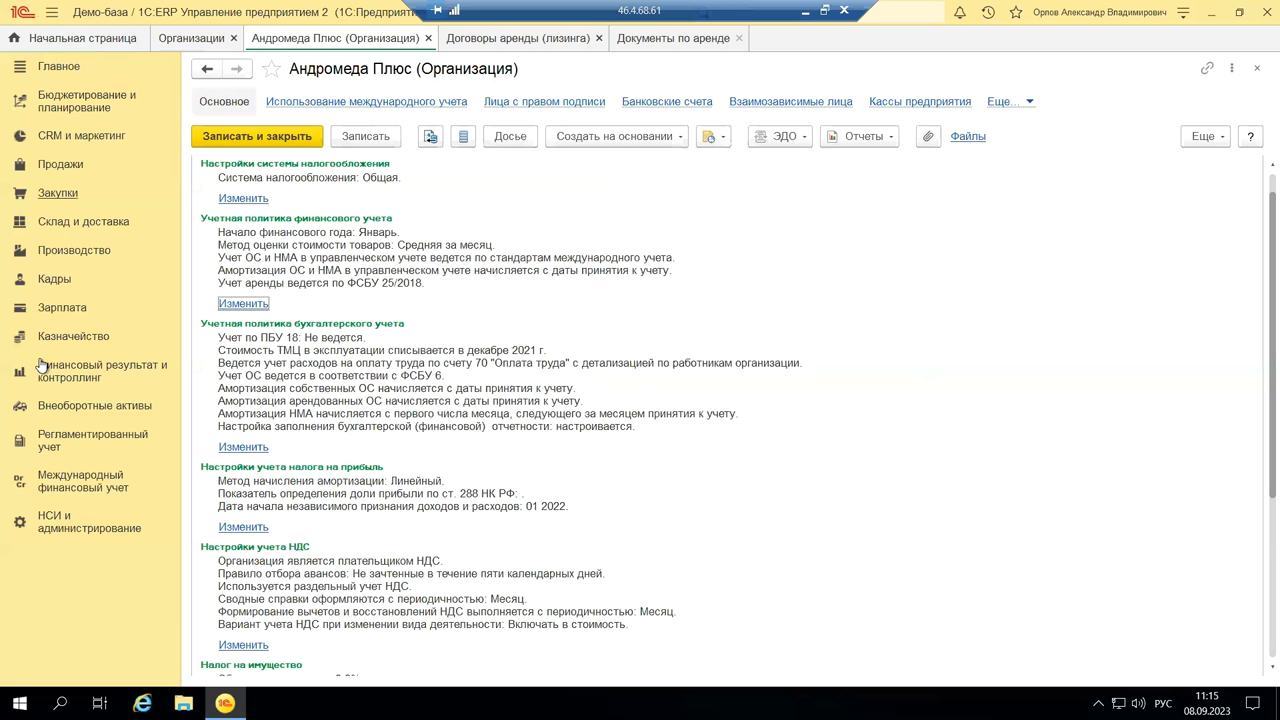 Демо-база / 1С:ERP Управление предприятием 2 (1С:Предприяти
46.4.68.61
Орлов Александр Владимирович
Начальная страница
Организации
Андромеда Плюс (Организация)
Договоры аренды (лизинга)
Документы по аренде
Главное
Бюджетирование и
планирование
CRM и маркетинг
Продажи
Закупки
Склад и доставка
Производство
Кадры
Зарплата
Казначейство
инансовый результат и
контроллинг
Внеоборотные активы
Регламентированный
учет
Международный
финансовый учет
НСИ и
администрирование
Андромеда Плюс (Организация)
Основное
Использование международного учета
Лица с правом подписи
Банковские счета
Взаимозависимые лица
Кассы предприятия
Еще...
Записать и закрыть
Записать
Досье
Создать на основании
ЭДО
Отчеты
Файлы
Еще
?
Настройки системы налогообложения
Система налогообложения: Общая.
Изменить
Учетная политика финансового учета
Начало финансового года: Январь.
Метод оценки стоимости товаров: Средняя за месяц.
Учет ОС и НМА в управленческом учете ведется по стандартам международного учета.
Амортизация ОС и НМА в управленческом учете начисляется с даты принятия к учету.
Учет аренды ведется по ФСБУ 25/2018.
Изменить
Учетная политика бухгалтерского учета
Учет по ПБУ 18: Не ведется.
Стоимость ТМЦ в эксплуатации списывается в декабре 2021 г.
Ведется учет расходов на оплату труда по счету 70 "Оплата труда" с детализацией по работникам организации.
Учет ОС ведется в соответствии с ФСБУ 6.
Амортизация собственных ОС начисляется с даты принятия к учету.
Амортизация арендованных ОС начисляется с даты принятия к учету.
Амортизация НМА начисляется с первого числа месяца, следующего за месяцем принятия к учету.
Настройка заполнения бухгалтерской (финансовой) отчетности: настроивается.
Изменить
Настройки учета налога на прибыль
Метод начисления амортизации: Линейный.
Показатель определения доли прибыли по ст. 288 НК РФ: .
Дата начала независимого признания доходов и расходов: 01 2022.
Изменить
Настройки учета НДС
Организация является плательщиком НДС.
Правило отбора авансов: Не зачтенные в течение пяти календарных дней.
Используется раздельный учет НДС.
Сводные справки оформляются с периодичностью: Месяц.
Формирование вычетов и восстановлений НДС выполняется с периодичностью: Месяц.
Вариант учета НДС при изменении вида деятельности: Включать в стоимость.
Изменить
Налог на имущество
РУС
11:15
08.09.2023